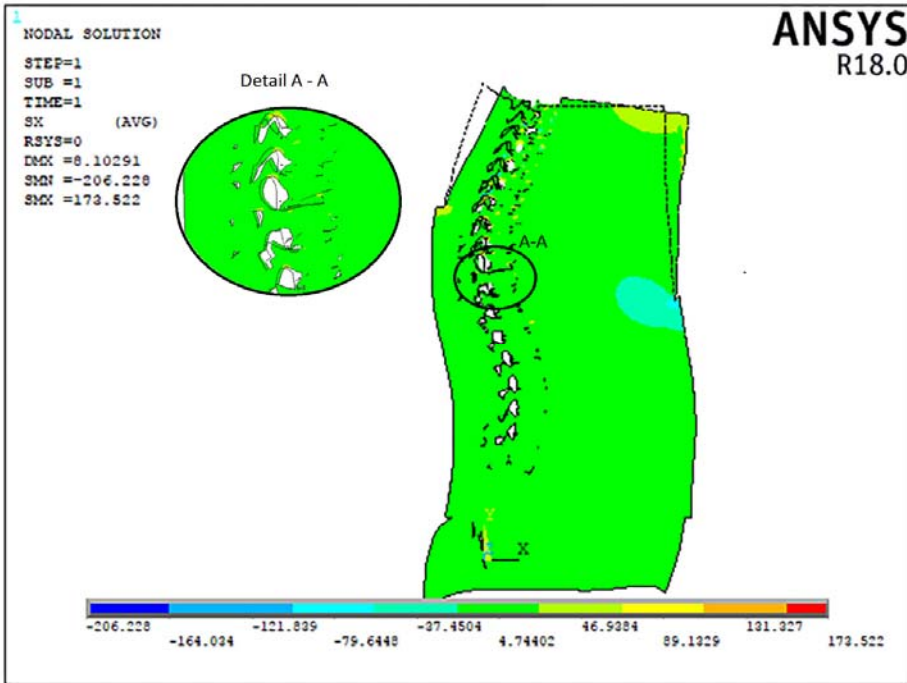 1
NODAL SOLUTION
STEP=1
SUB =1
TIME=1
SX (AVG)
RSYS=0
DMX =8.10291
SMN =-206.228
SMX =173.522
ANSYS
R18.0
Detail A - A
A-A
Y
X
-206.228 -121.839 -37.4504 46.9384 131.327
-164.034 -79.6448 4.74402 89.1329 173.522